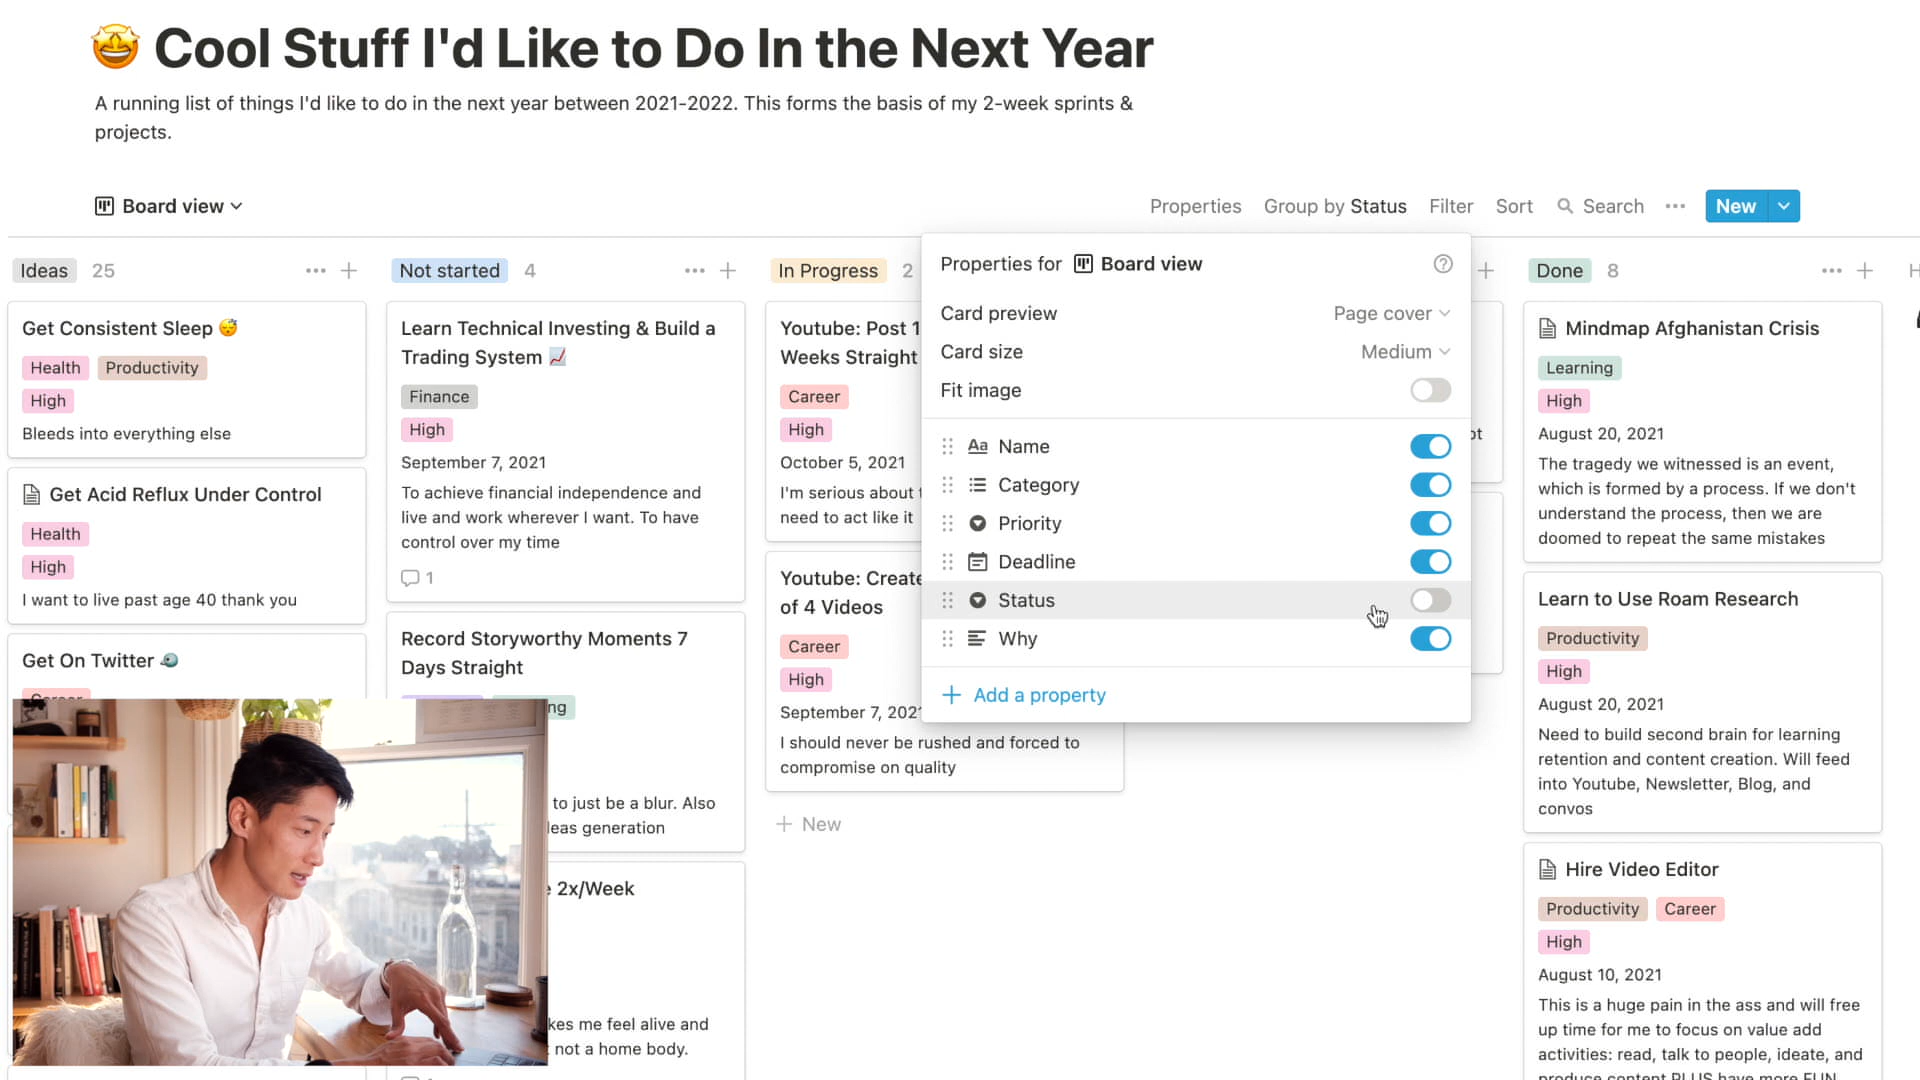 🤩 Cool Stuff I'd Like to Do In the Next Year
A running list of things I'd like to do in the next year between 2021-2022. This forms the basis of my 2-week sprints &
projects.
Board view
Properties Group by Status Filter Sort Search ••• New
Ideas 25 ••• +
Get Consistent Sleep 😴
Health Productivity
High
Bleeds into everything else
Get Acid Reflux Under Control
Health
High
I want to live past age 40 thank you
Get On Twitter
Not started 4 ••• +
Learn Technical Investing & Build a
Trading System 📈
Finance
High
September 7, 2021
To achieve financial independence and
live and work wherever I want. To have
control over my time
1
Record Storyworthy Moments 7
Days Straight
ng
to just be a blur. Also
eas generation
2x/Week
kes me feel alive and
not a home body.
In Progress 2
Youtube: Post 1
Weeks Straight
Career
High
October 5, 2021
I'm serious about
need to act like it
Youtube: Create
of 4 Videos
Career
High
September 7, 202
I should never be rushed and forced to
compromise on quality
+ New
Properties for Board view
Card preview Page cover
Card size Medium
Fit image
Aa Name
Category
Priority
Deadline
Status
Why
+ Add a property
+
ot
Done 8 ••• +
Mindmap Afghanistan Crisis
Learning
High
August 20, 2021
The tragedy we witnessed is an event,
which is formed by a process. If we don't
understand the process, then we are
doomed to repeat the same mistakes
Learn to Use Roam Research
Productivity
High
August 20, 2021
Need to build second brain for learning
retention and content creation. Will feed
into Youtube, Newsletter, Blog, and
convos
Hire Video Editor
Productivity Career
High
August 10, 2021
This is a huge pain in the ass and will free
up time for me to focus on value add
activities: read, talk to people, ideate, and
produce content PLUS have more FUN